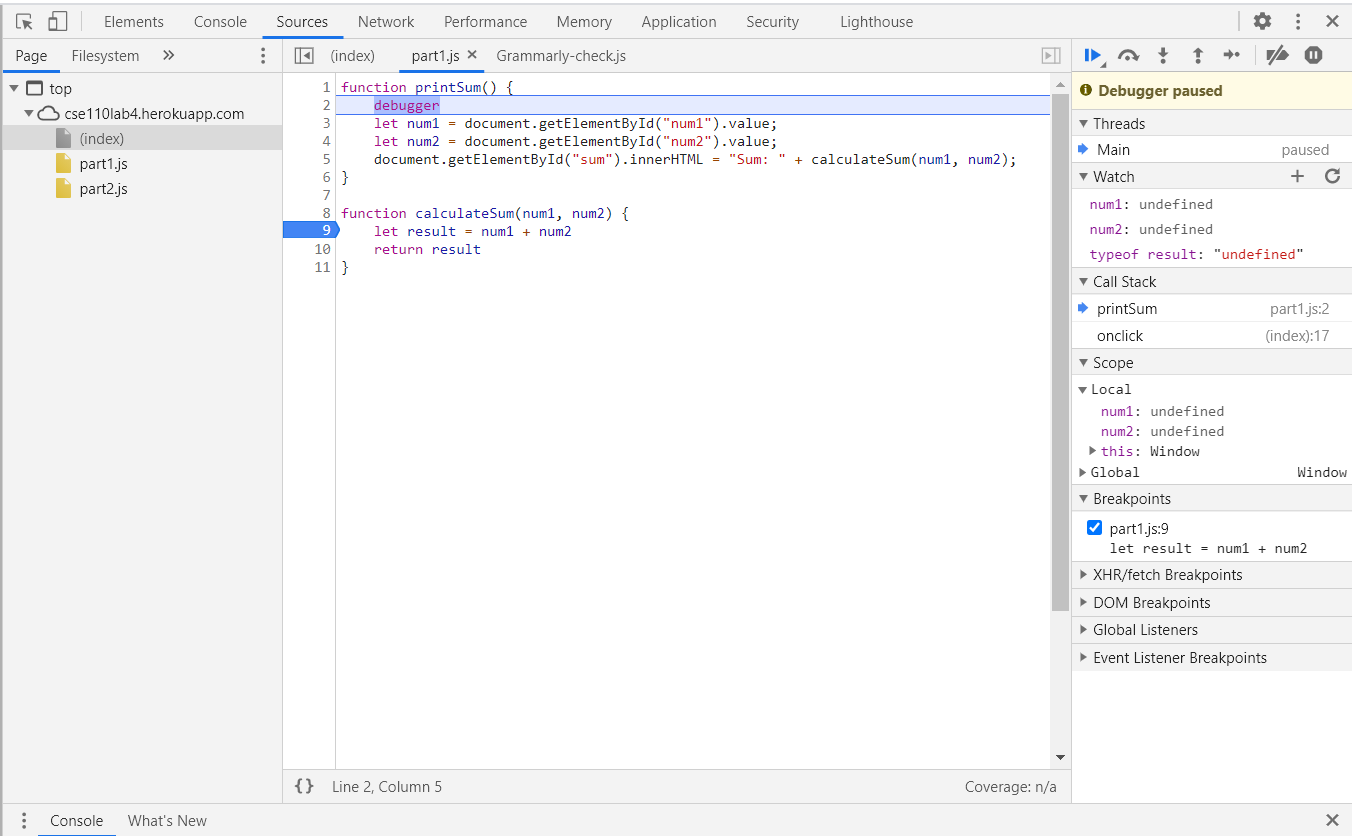 Elements Console Sources Network Performance Memory Application Security Lighthouse
Page Filesystem »
top
cse110lab4.herokuapp.com
(index)
part1.js
part2.js
(index) part1.js × Grammarly-check.js
1 function printSum() {
2 debugger
3 let num1 = document.getElementById("num1").value;
4 let num2 = document.getElementById("num2").value;
5 document.getElementById("sum").innerHTML = "Sum: " + calculateSum(num1, num2);
6 }
7
8 function calculateSum(num1, num2) {
9 let result = num1 + num2
10 return result
11 }
{} Line 2, Column 5 Coverage: n/a
Debugger paused
Threads
Main paused
Watch
num1: undefined
num2: undefined
typeof result: "undefined"
Call Stack
printSum part1.js:2
onclick (index):17
Scope
Local
num1: undefined
num2: undefined
this: Window
Global Window
Breakpoints
part1.js:9
let result = num1 + num2
XHR/fetch Breakpoints
DOM Breakpoints
Global Listeners
Event Listener Breakpoints
Console What's New